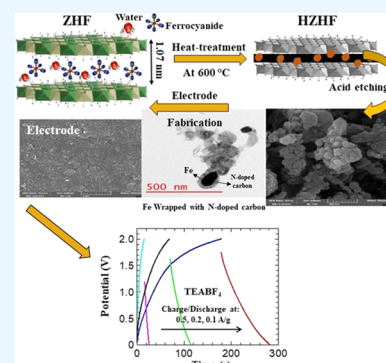 ZHF
Water
Ferrocyanide
1.07 nm
Heat-treatment
At 600 °C
HZHF
Acid etching
Electrode
Fabrication
Electrode
Fe
N-doped
carbon
500 nm
Fe Wrapped with N-doped carbon
Potential (V)
2.0
1.5
1.0
0.5
0
TEABF4
Charge/Discharge at:
0.5, 0.2, 0.1 A/g
0
100
200
300